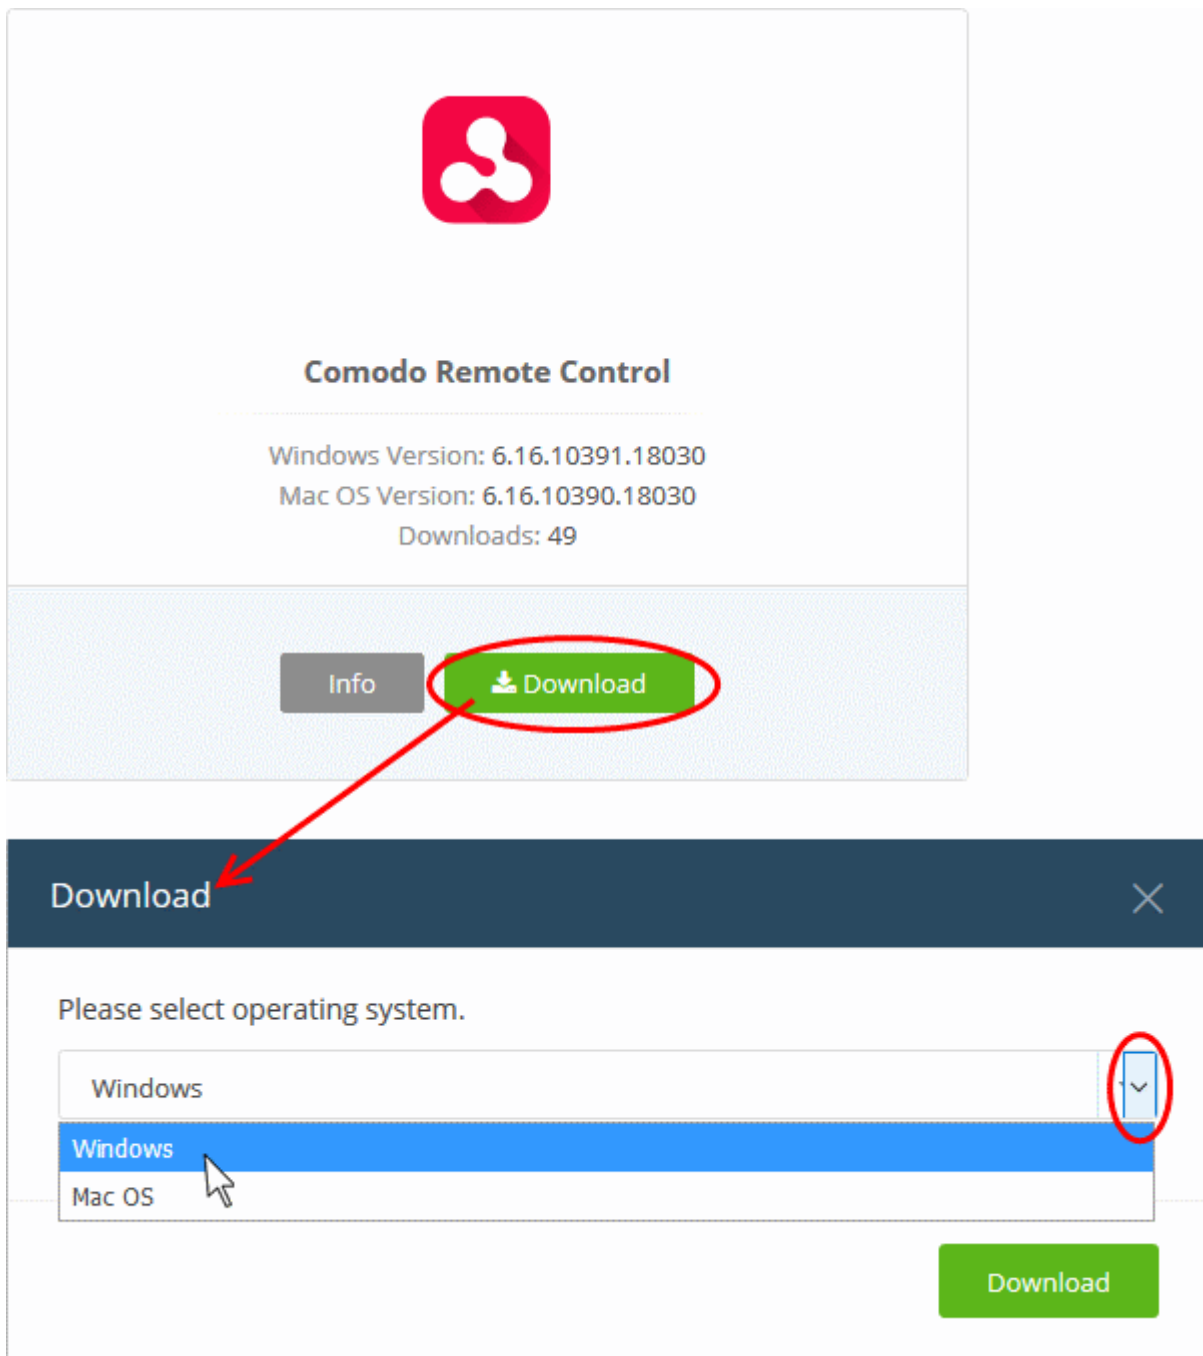 Comodo Remote Control
Windows Version: 6.16.10391.18030
Mac OS Version: 6.16.10390.18030
Downloads: 49
Info
Download
Download
Please select operating system.
Windows
Windows
Mac OS
Download